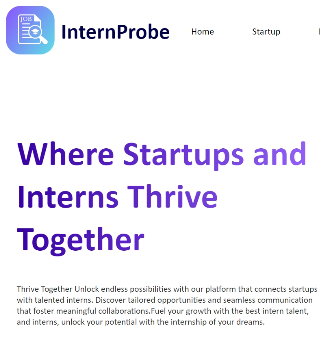 JOB
InternProbe
Home
Startup
Where Startups and
Interns Thrive
Together
Thrive Together Unlock endless possibilities with our platform that connects startups
with talented interns. Discover tailored opportunities and seamless communication
that foster meaningful collaborations.Fuel your growth with the best intern talent,
and interns, unlock your potential with the internship of your dreams.